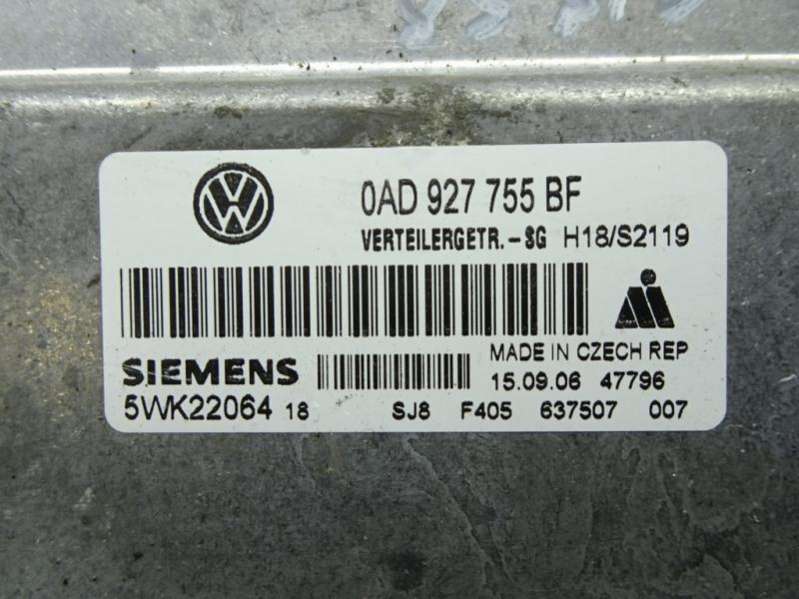 0AD 927 755 BF
VERTEILERGETR.-SG H18/S2119
SIEMENS
MADE IN CZECH REP
15.09.06 47796
5WK22064 18 SJ8 F405 637507 007